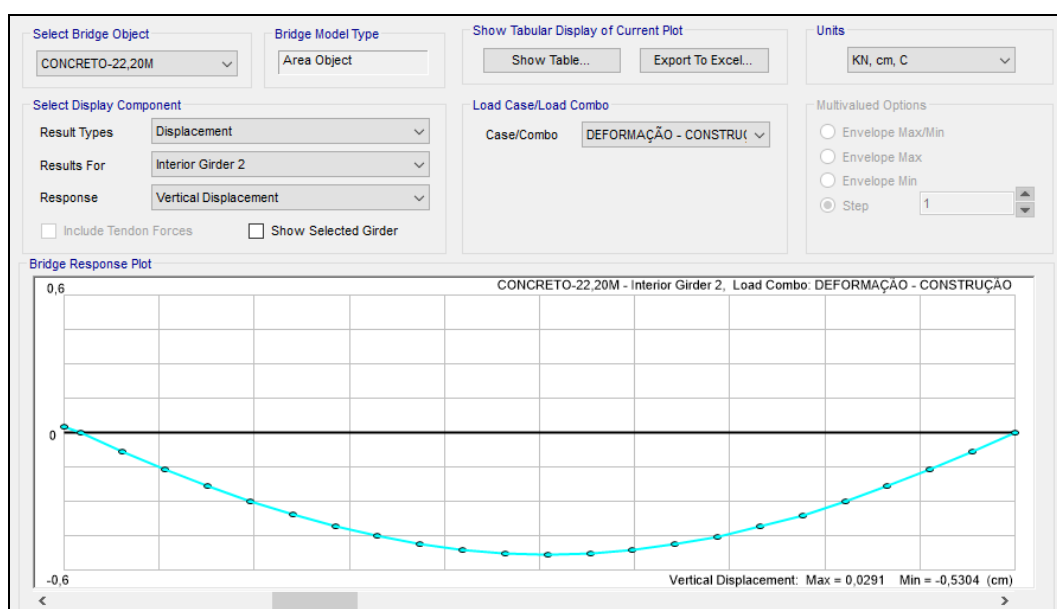 Select Bridge Object
CONCRETO-22,20M
Bridge Model Type
Area Object
Show Tabular Display of Current Plot
Show Table...
Export To Excel...
Units
KN, cm, C
Select Display Component
Result Types
Displacement
Results For
Interior Girder 2
Response
Vertical Displacement
Include Tendon Forces
Show Selected Girder
Load Case/Load Combo
Case/Combo
DEFORMAÇÃO - CONSTRUÇ
Multivalued Options
Envelope Max/Min
Envelope Max
Envelope Min
Step
1
Bridge Response Plot
0,6
CONCRETO-22,20M - Interior Girder 2, Load Combo: DEFORMAÇÃO - CONSTRUÇÃO
0
-0,6
Vertical Displacement: Max = 0,0291 Min = -0,5304 (cm)